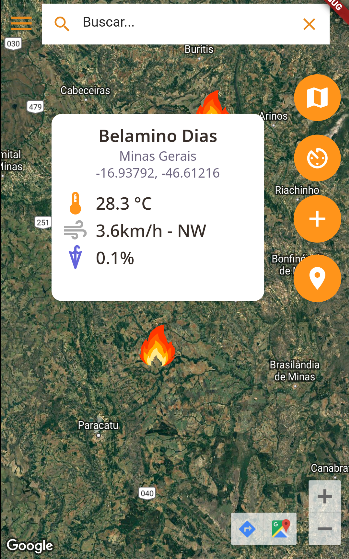 Buscar...
UG
030
Buritis
Cabeceiras
479
Arinos
Belamino Dias
Minas Gerais
-16.93792, -46.61216
28.3 °C
3.6km/h - NW
0.1%
mital
Minas
Riachinho
251
Bonfinó
de M
Brasilândia
de Minas
Paracatu
Canabra
040
+
−
Google